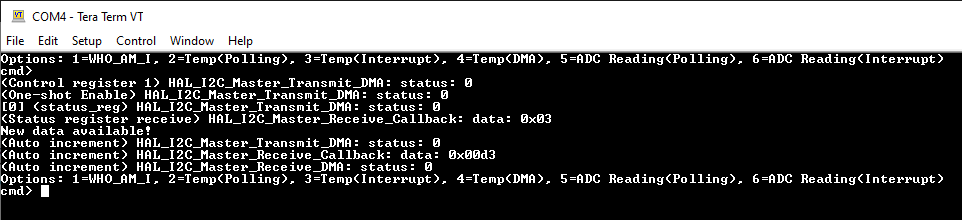 VT COM4 - Tera Term VT
File Edit Setup Control Window Help
Options: 1=WHO_AM_I, 2=Temp(Polling), 3=Temp(Interrupt), 4=Temp(DMA), 5=ADC Reading(Polling), 6=ADC Reading(Interrupt)
cmd>
(Control register 1) HAL_I2C_Master_Transmit_DMA: status: 0
(One-shot Enable) HAL_I2C_Master_Transmit_DMA: status: 0
[0] (status_reg) HAL_I2C_Master_Transmit_DMA: status: 0
(Status register receive) HAL_I2C_Master_Receive_Callback: data: 0x03
New data available!
(Auto increment) HAL_I2C_Master_Transmit_DMA: status: 0
(Auto increment) HAL_I2C_Master_Receive_Callback: data: 0x00d3
(Auto increment) HAL_I2C_Master_Receive_DMA: status: 0
Options: 1=WHO_AM_I, 2=Temp(Polling), 3=Temp(Interrupt), 4=Temp(DMA), 5=ADC Reading(Polling), 6=ADC Reading(Interrupt)
cmd>